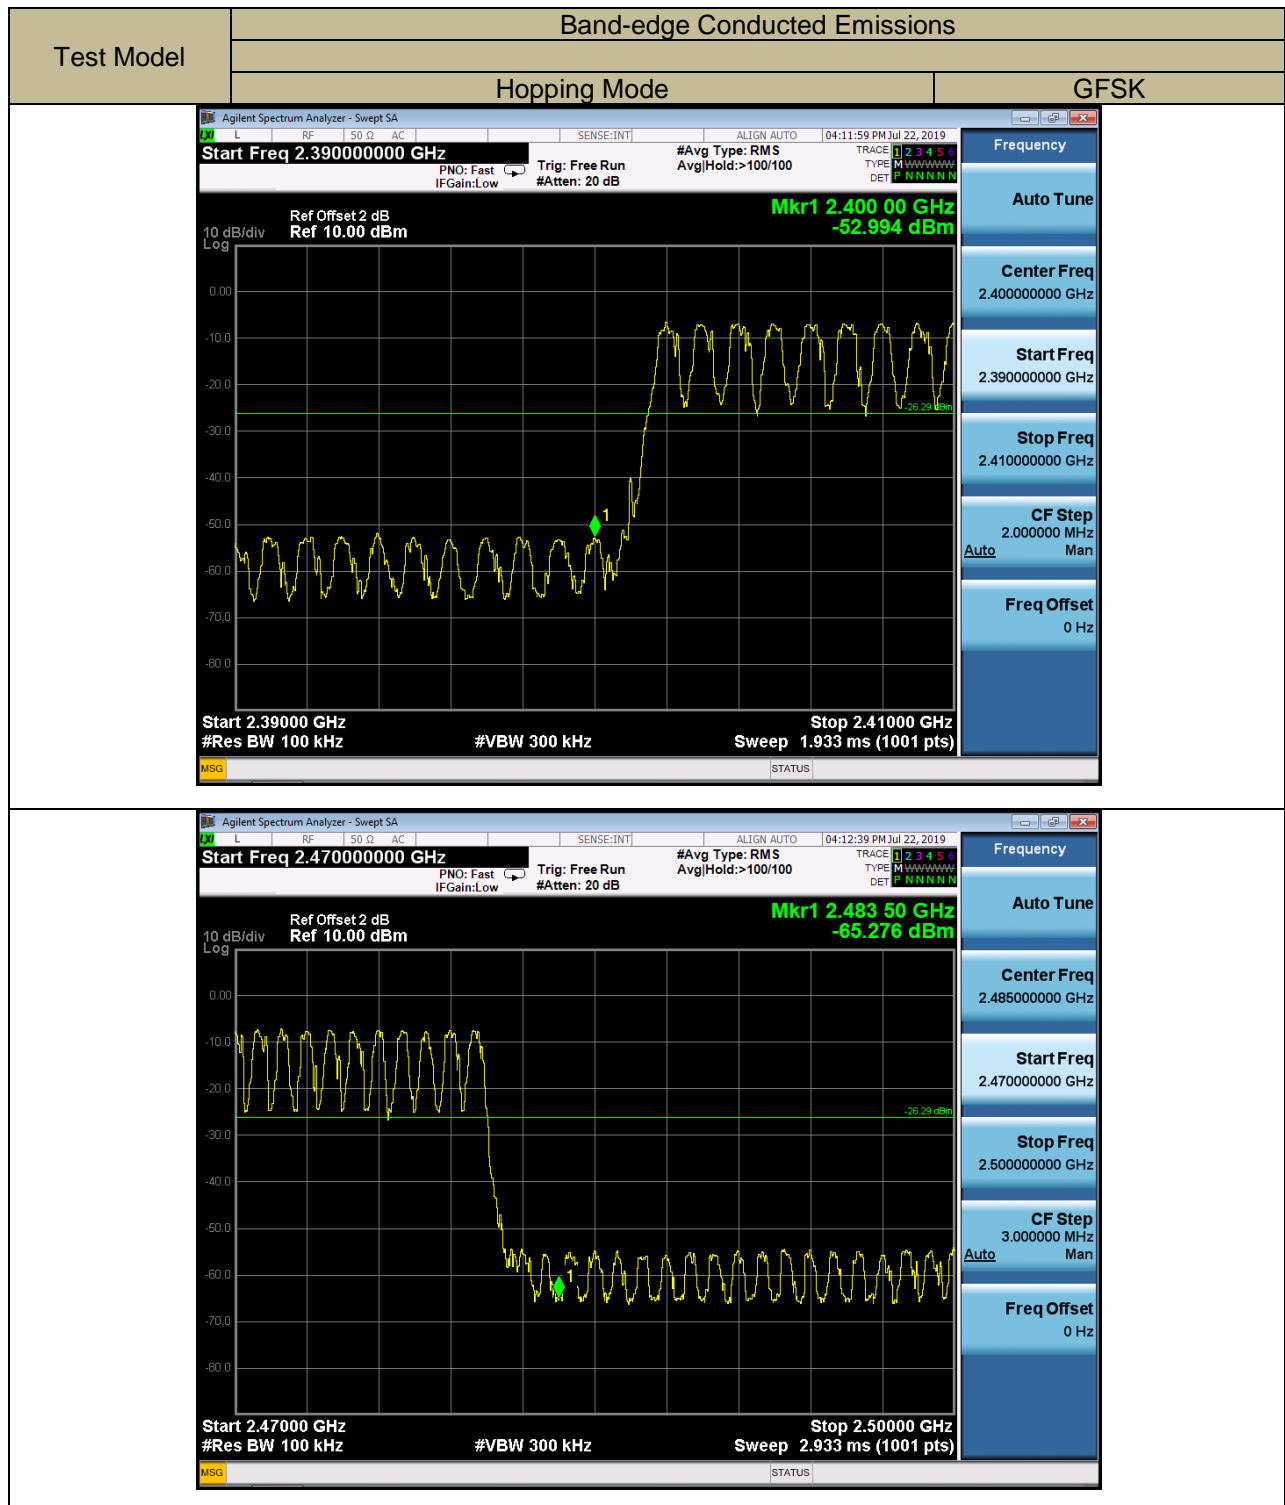 Test Model
Band-edge Conducted Emissions
Hopping Mode
GFSK
Agilent Spectrum Analyzer - Swept SA
LXI L RF 50 Ω AC SENSE:INT ALIGN AUTO 04:11:59 PM Jul 22, 2019
Start Freq 2.390000000 GHz
PNO: Fast
IFGain:Low
Trig: Free Run
#Atten: 20 dB
#Avg Type: RMS
Avg|Hold:>100/100
TRACE 1 2 3 4 5 6
TYPE M WWWWW
DET P N N N N N
Mkr1 2.400 00 GHz
-52.994 dBm
Ref Offset 2 dB
10 dB/div Ref 10.00 dBm
Log
0.00
-10.0
-20.0
-26.29 dBm
-30.0
-40.0
-50.0
1
-60.0
-70.0
-80.0
Start 2.39000 GHz
Stop 2.41000 GHz
#Res BW 100 kHz
#VBW 300 kHz
Sweep 1.933 ms (1001 pts)
MSG
STATUS
Frequency
Auto Tune
Center Freq
2.400000000 GHz
Start Freq
2.390000000 GHz
Stop Freq
2.410000000 GHz
CF Step
2.000000 MHz
Auto Man
Freq Offset
0 Hz
Agilent Spectrum Analyzer - Swept SA
LXI L RF 50 Ω AC SENSE:INT ALIGN AUTO 04:12:39 PM Jul 22, 2019
Start Freq 2.470000000 GHz
PNO: Fast
IFGain:Low
Trig: Free Run
#Atten: 20 dB
#Avg Type: RMS
Avg|Hold:>100/100
TRACE 1 2 3 4 5 6
TYPE M WWWWW
DET P N N N N N
Mkr1 2.483 50 GHz
-65.276 dBm
Ref Offset 2 dB
10 dB/div Ref 10.00 dBm
Log
0.00
-10.0
-20.0
-26.29 dBm
-30.0
-40.0
-50.0
-60.0
1
-70.0
-80.0
Start 2.47000 GHz
Stop 2.50000 GHz
#Res BW 100 kHz
#VBW 300 kHz
Sweep 2.933 ms (1001 pts)
MSG
STATUS
Frequency
Auto Tune
Center Freq
2.485000000 GHz
Start Freq
2.470000000 GHz
Stop Freq
2.500000000 GHz
CF Step
3.000000 MHz
Auto Man
Freq Offset
0 Hz